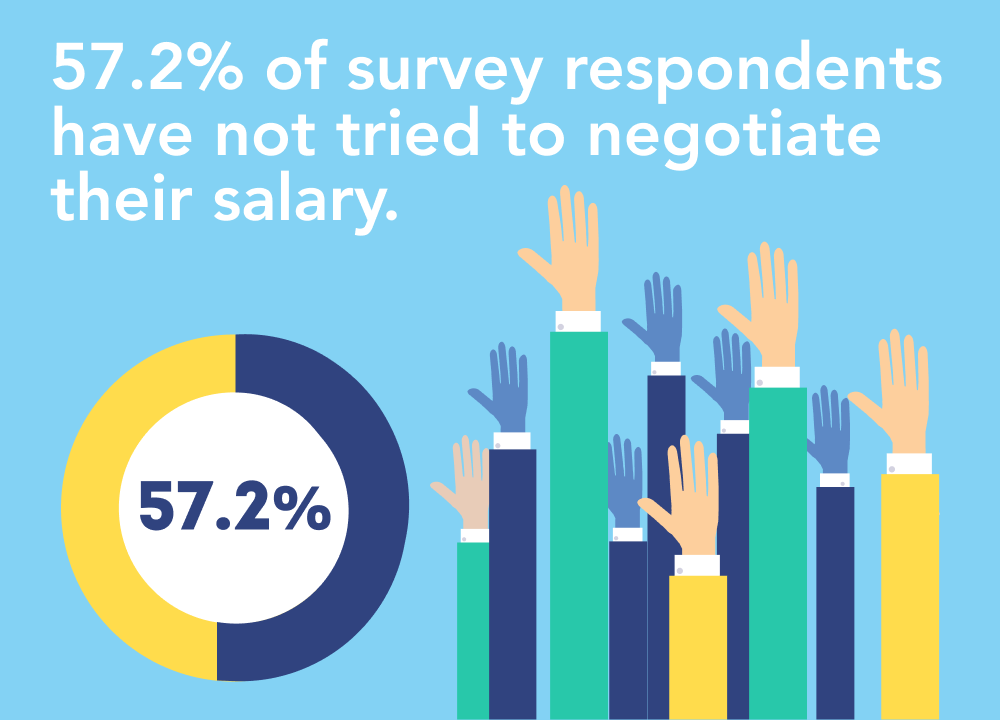 57.2% of survey respondents
have not tried to negotiate
their salary.
57.2%